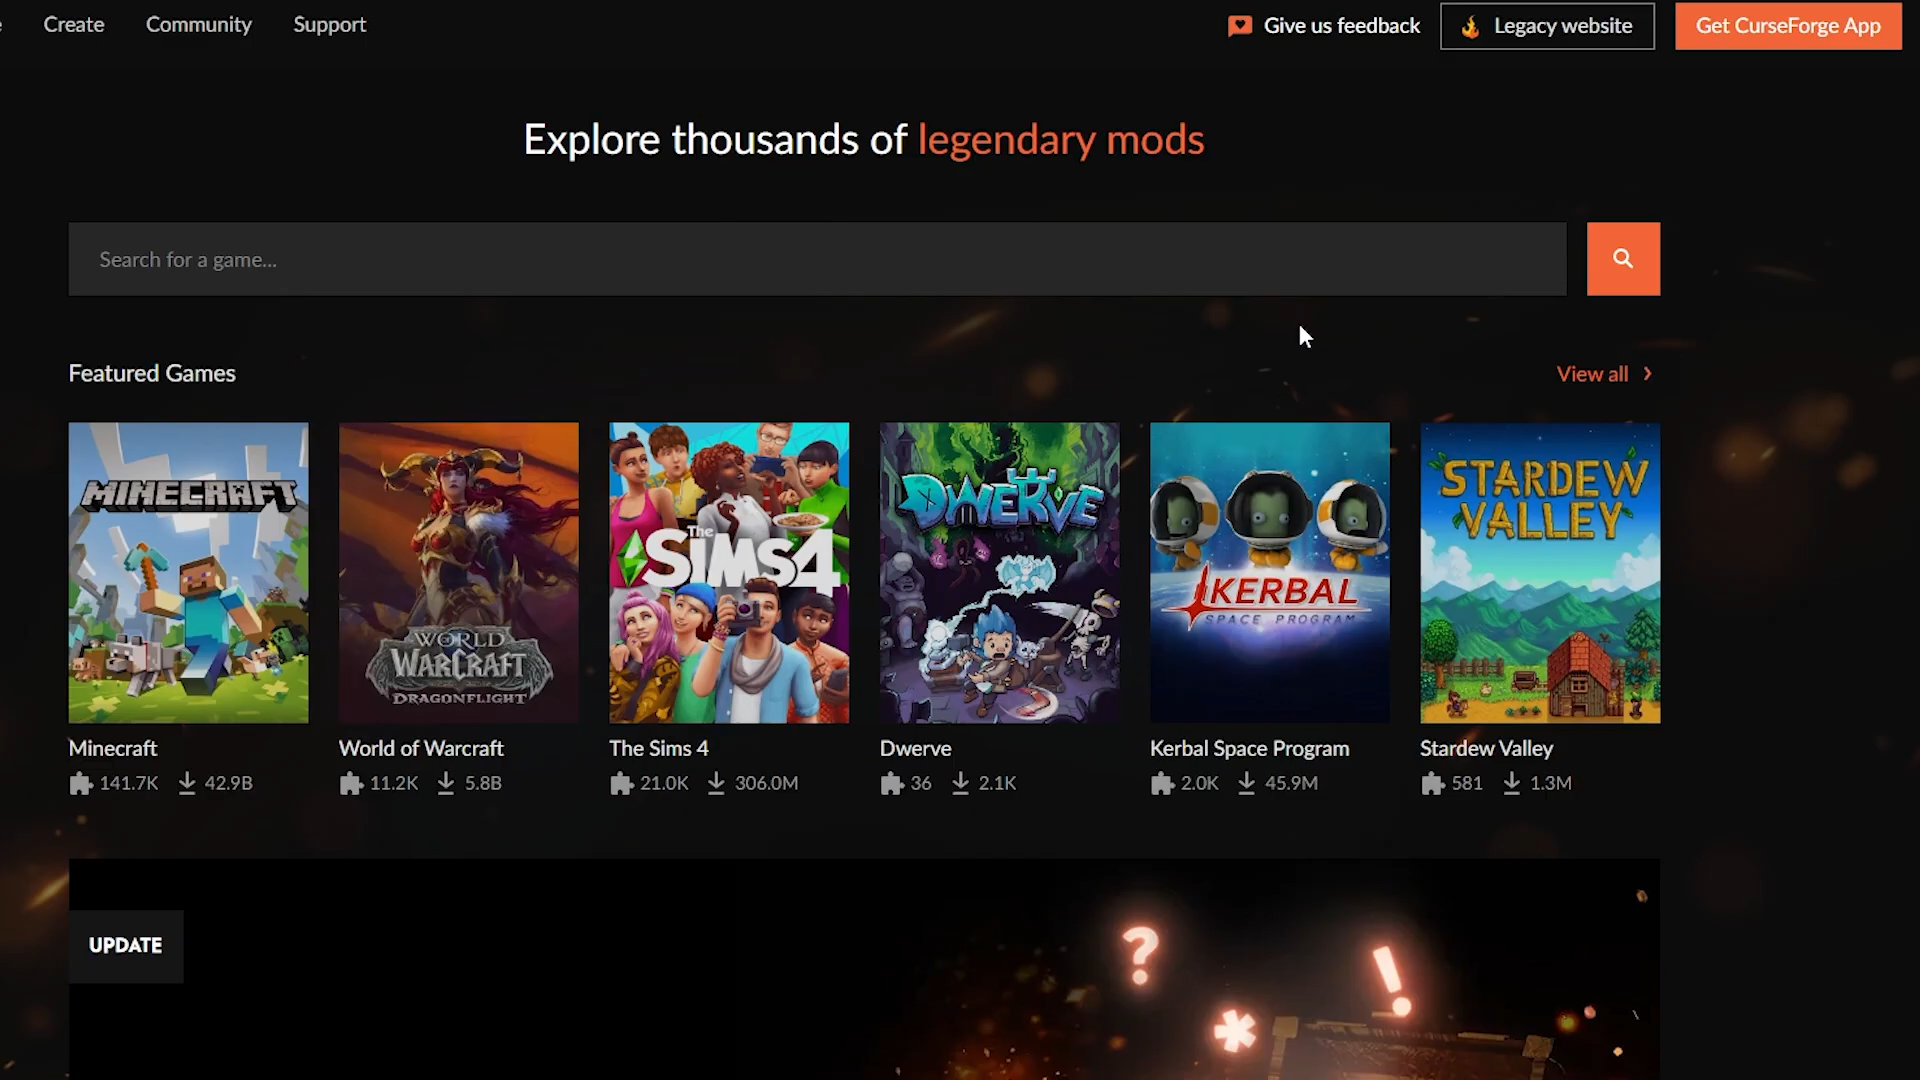 Create Community Support Give us feedback Legacy website Get CurseForge App
Explore thousands of legendary mods
Search for a game...
Featured Games View all
MINECRAFT
WORLD
WARCRAFT
DRAGONFLIGHT
The
SIMS4
DWERVE
KERBAL
SPACE PROGRAM
STARDEW
VALLEY
Minecraft World of Warcraft The Sims 4 Dwerve Kerbal Space Program Stardew Valley
141.7K 42.9B 11.2K 5.8B 21.0K 306.0M 36 2.1K 2.0K 45.9M 581 1.3M
UPDATE
? ! *